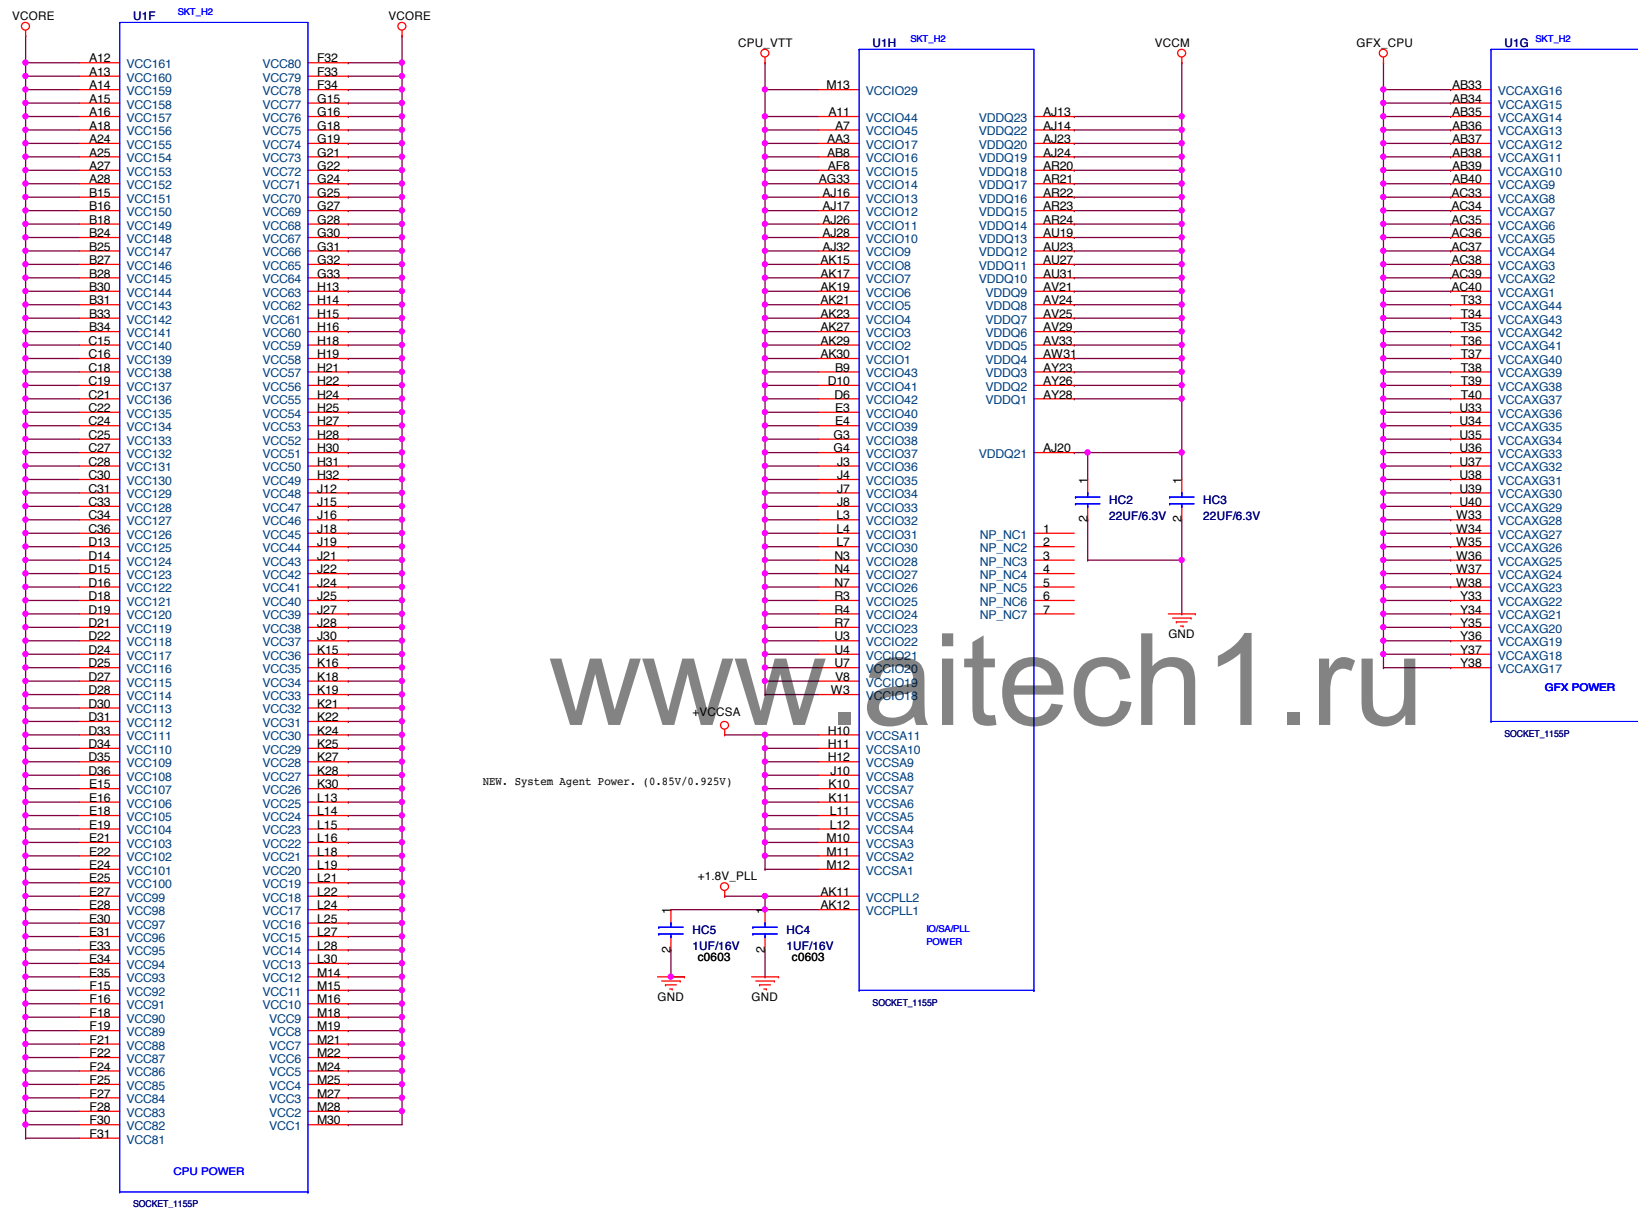 VCORE
U1F SKT_H2
VCORE
A12 VCC161 VCC80 F32
A13 VCC160 VCC79 F33
A14 VCC159 VCC78 F34
A15 VCC158 VCC77 G15
A16 VCC157 VCC76 G16
A18 VCC156 VCC75 G18
A24 VCC155 VCC74 G19
A25 VCC154 VCC73 G21
A27 VCC153 VCC72 G22
A28 VCC152 VCC71 G24
B15 VCC151 VCC70 G25
B16 VCC150 VCC69 G27
B18 VCC149 VCC68 G28
B24 VCC148 VCC67 G30
B25 VCC147 VCC66 G31
B27 VCC146 VCC65 G32
B28 VCC145 VCC64 G33
B30 VCC144 VCC63 H13
B31 VCC143 VCC62 H14
B33 VCC142 VCC61 H15
B34 VCC141 VCC60 H16
C15 VCC140 VCC59 H18
C16 VCC139 VCC58 H19
C18 VCC138 VCC57 H21
C19 VCC137 VCC56 H22
C21 VCC136 VCC55 H24
C22 VCC135 VCC54 H25
C24 VCC134 VCC53 H27
C25 VCC133 VCC52 H28
C27 VCC132 VCC51 H30
C28 VCC131 VCC50 H31
C30 VCC130 VCC49 H32
C31 VCC129 VCC48 J12
C33 VCC128 VCC47 J15
C34 VCC127 VCC46 J16
C36 VCC126 VCC45 J18
D13 VCC125 VCC44 J19
D14 VCC124 VCC43 J21
D15 VCC123 VCC42 J22
D16 VCC122 VCC41 J24
D18 VCC121 VCC40 J25
D19 VCC120 VCC39 J27
D21 VCC119 VCC38 J28
D22 VCC118 VCC37 J30
D24 VCC117 VCC36 K15
D25 VCC116 VCC35 K16
D27 VCC115 VCC34 K18
D28 VCC114 VCC33 K19
D30 VCC113 VCC32 K21
D31 VCC112 VCC31 K22
D33 VCC111 VCC30 K24
D34 VCC110 VCC29 K25
D35 VCC109 VCC28 K27
D36 VCC108 VCC27 K28
E15 VCC107 VCC26 K30
E16 VCC106 VCC25 L13
E18 VCC105 VCC24 L14
E19 VCC104 VCC23 L15
E21 VCC103 VCC22 L16
E22 VCC102 VCC21 L18
E24 VCC101 VCC20 L19
E25 VCC100 VCC19 L21
E27 VCC99 VCC18 L22
E28 VCC98 VCC17 L24
E30 VCC97 VCC16 L25
E31 VCC96 VCC15 L27
E33 VCC95 VCC14 L28
E34 VCC94 VCC13 L30
E35 VCC93 VCC12 M14
F15 VCC92 VCC11 M15
F16 VCC91 VCC10 M16
F18 VCC90 VCC9 M18
F19 VCC89 VCC8 M19
F21 VCC88 VCC7 M21
F22 VCC87 VCC6 M22
F24 VCC86 VCC5 M24
F25 VCC85 VCC4 M25
F27 VCC84 VCC3 M27
F28 VCC83 VCC2 M28
F30 VCC82 VCC1 M30
F31 VCC81
CPU POWER
SOCKET_1155P
CPU_VTT
U1H SKT_H2
VCCM
M13 VCCIO29
A11 VCCIO44 VDDQ23 AJ13
A7 VCCIO45 VDDQ22 AJ14
AA3 VCCIO17 VDDQ20 AJ23
AB8 VCCIO16 VDDQ19 AJ24
AF8 VCCIO15 VDDQ18 AR20
AG33 VCCIO14 VDDQ17 AR21
AJ16 VCCIO13 VDDQ16 AR22
AJ17 VCCIO12 VDDQ15 AR23
AJ26 VCCIO11 VDDQ14 AR24
AJ28 VCCIO10 VDDQ13 AU19
AJ32 VCCIO9 VDDQ12 AU23
AK15 VCCIO8 VDDQ11 AU27
AK17 VCCIO7 VDDQ10 AU31
AK19 VCCIO6 VDDQ9 AV21
AK21 VCCIO5 VDDQ8 AV24
AK23 VCCIO4 VDDQ7 AV25
AK27 VCCIO3 VDDQ6 AV29
AK29 VCCIO2 VDDQ5 AV33
AK30 VCCIO1 VDDQ4 AW31
B9 VCCIO43 VDDQ3 AY23
D10 VCCIO41 VDDQ2 AY26
D6 VCCIO42 VDDQ1 AY28
E3 VCCIO40
E4 VCCIO39
G3 VCCIO38
G4 VCCIO37 VDDQ21 AJ20
J3 VCCIO36
J4 VCCIO35
J7 VCCIO34
J8 VCCIO33
L3 VCCIO32
L4 VCCIO31 NP_NC1 1
L7 VCCIO30 NP_NC2 2
N3 VCCIO28 NP_NC3 3
N4 VCCIO27 NP_NC4 4
N7 VCCIO26 NP_NC5 5
R3 VCCIO25 NP_NC6 6
R4 VCCIO24 NP_NC7 7
R7 VCCIO23
U3 VCCIO22
U4 VCCIO21
U7 VCCIO20
V8 VCCIO19
W3 VCCIO18
1 HC2 22UF/6.3V 2
1 HC3 22UF/6.3V 2
GND
www.aitech1.ru
+VCCSA
H10 VCCSA11
H11 VCCSA10
H12 VCCSA9
J10 VCCSA8
K10 VCCSA7
K11 VCCSA6
L11 VCCSA5
L12 VCCSA4
M10 VCCSA3
M11 VCCSA2
M12 VCCSA1
NEW. System Agent Power. (0.85V/0.925V)
+1.8V_PLL
AK11 VCCPLL2
AK12 VCCPLL1
1 HC5 1UF/16V 2 c0603
GND
1 HC4 1UF/16V 2 c0603
GND
IO/SA/PLL
POWER
SOCKET_1155P
GFX_CPU
U1G SKT_H2
AB33 VCCAXG16
AB34 VCCAXG15
AB35 VCCAXG14
AB36 VCCAXG13
AB37 VCCAXG12
AB38 VCCAXG11
AB39 VCCAXG10
AB40 VCCAXG9
AC33 VCCAXG8
AC34 VCCAXG7
AC35 VCCAXG6
AC36 VCCAXG5
AC37 VCCAXG4
AC38 VCCAXG3
AC39 VCCAXG2
AC40 VCCAXG1
T33 VCCAXG44
T34 VCCAXG43
T35 VCCAXG42
T36 VCCAXG41
T37 VCCAXG40
T38 VCCAXG39
T39 VCCAXG38
T40 VCCAXG37
U33 VCCAXG36
U34 VCCAXG35
U35 VCCAXG34
U36 VCCAXG33
U37 VCCAXG32
U38 VCCAXG31
U39 VCCAXG30
U40 VCCAXG29
W33 VCCAXG28
W34 VCCAXG27
W35 VCCAXG26
W36 VCCAXG25
W37 VCCAXG24
W38 VCCAXG23
Y33 VCCAXG22
Y34 VCCAXG21
Y35 VCCAXG20
Y36 VCCAXG19
Y37 VCCAXG18
Y38 VCCAXG17
GFX POWER
SOCKET_1155P